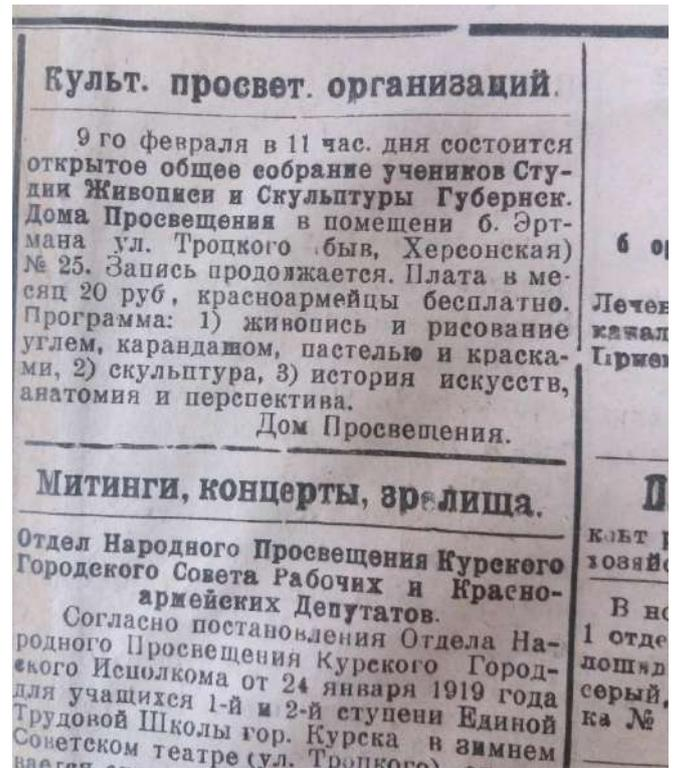 Культ. просвет. организаций.
9 го февраля в 11 час. дня состоится
открытое общее собрание учеников Сту-
дии Живописи и Скульптуры Губернск.
Дома Просвещения в помещени б. Эрт-
мана ул. Троцкого быв, Херсонская)
№ 25. Запись продолжается. Плата в ме-
сяц 20 руб, красноармейцы бесплатно.
Программа: 1) живопись и рисование
углем, карандашом, пастелью и краска-
ми, 2) скульптура, 3) история искусств,
анатомия и перспектива.
Дом Просвещения.
Митинги, концерты, зрелища.
Отдел Народного Просвещения Курского
Городского Совета Рабочих и Красно-
армейских Депутатов.
Согласно постановления Отдела На-
родного Просвещения Курского Город-
ского Исполкома от 24 января 1919 года
для учащихся 1-й и 2-й ступени Единой
Трудовой Школы гор. Курска в зимнем
Советском театре (ул. Троцкого)
б
Лечен
канал
Прием
П
хозяйс
В но
1 отде
лошад
серый,
ка №